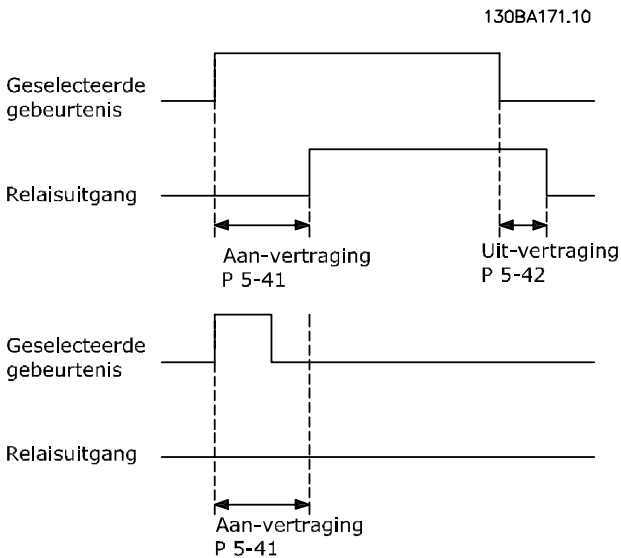 130BA171.10
Geselecteerde
gebeurtenis
Relaisuitgang
Aan-vertraging
P 5-41
Uit-vertraging
P 5-42
Geselecteerde
gebeurtenis
Relaisuitgang
Aan-vertraging
P 5-41